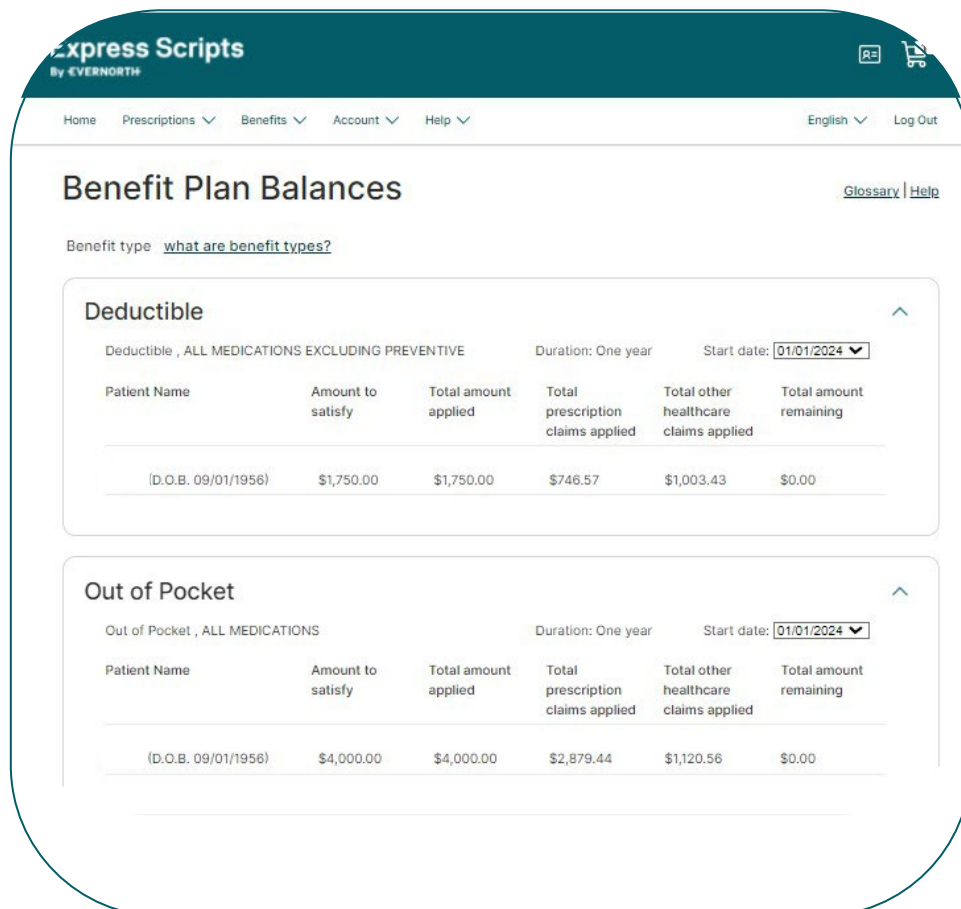 Express Scripts
By EVERNORTH
Home Prescriptions Benefits Account Help English Log Out
Benefit Plan Balances
Glossary | Help
Benefit type what are benefit types?
Deductible
Deductible , ALL MEDICATIONS EXCLUDING PREVENTIVE Duration: One year Start date: 01/01/2024
Patient Name Amount to satisfy Total amount applied Total prescription claims applied Total other healthcare claims applied Total amount remaining
(D.O.B. 09/01/1956) $1,750.00 $1,750.00 $746.57 $1,003.43 $0.00
Out of Pocket
Out of Pocket , ALL MEDICATIONS Duration: One year Start date: 01/01/2024
Patient Name Amount to satisfy Total amount applied Total prescription claims applied Total other healthcare claims applied Total amount remaining
(D.O.B. 09/01/1956) $4,000.00 $4,000.00 $2,879.44 $1,120.56 $0.00